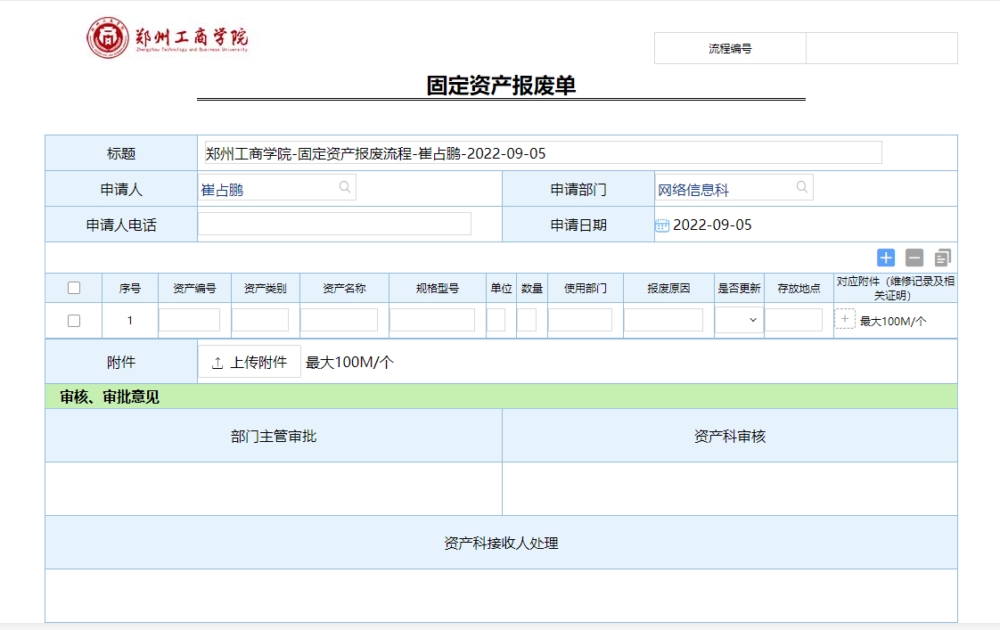 郑州工商学院
Zhengzhou Technology and Business University
流程编号
固定资产报废单
标题 郑州工商学院-固定资产报废流程-崔占鹏-2022-09-05
申请人 崔占鹏 申请部门 网络信息科
申请人电话 申请日期 2022-09-05
序号 资产编号 资产类别 资产名称 规格型号 单位 数量 使用部门 报废原因 是否更新 存放地点 对应附件（维修记录及相
关证明）
1 最大100M/个
附件 上传附件 最大100M/个
审核、审批意见
部门主管审批 资产科审核
资产科接收人处理